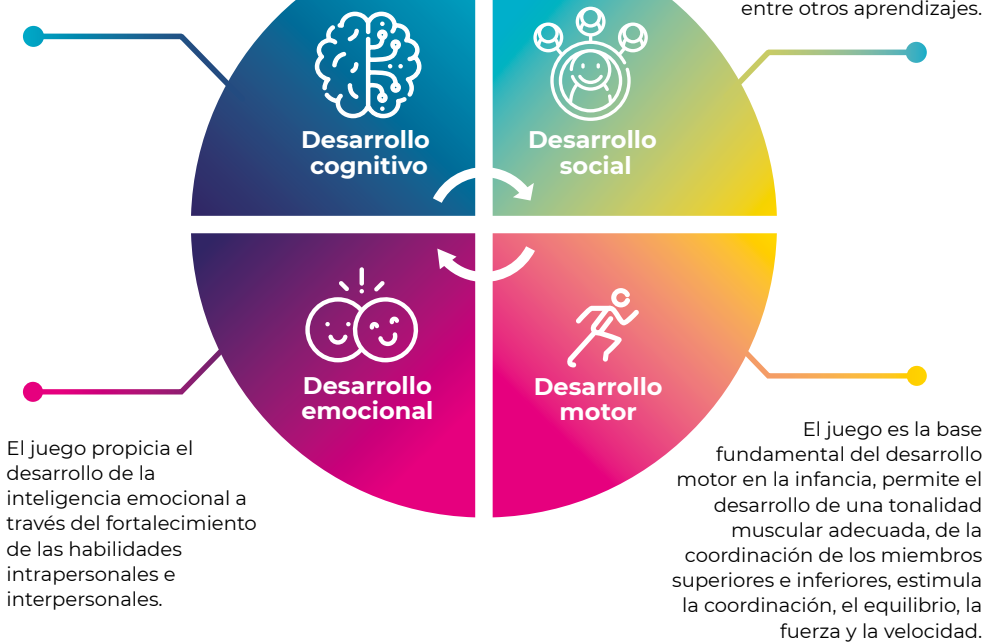 entre otros aprendizajes.
Desarrollo
cognitivo
Desarrollo
social
Desarrollo
emocional
Desarrollo
motor
El juego propicia el
desarrollo de la
inteligencia emocional a
través del fortalecimiento
de las habilidades
intrapersonales e
interpersonales.
El juego es la base
fundamental del desarrollo
motor en la infancia, permite el
desarrollo de una tonalidad
muscular adecuada, de la
coordinación de los miembros
superiores e inferiores, estimula
la coordinación, el equilibrio, la
fuerza y la velocidad.